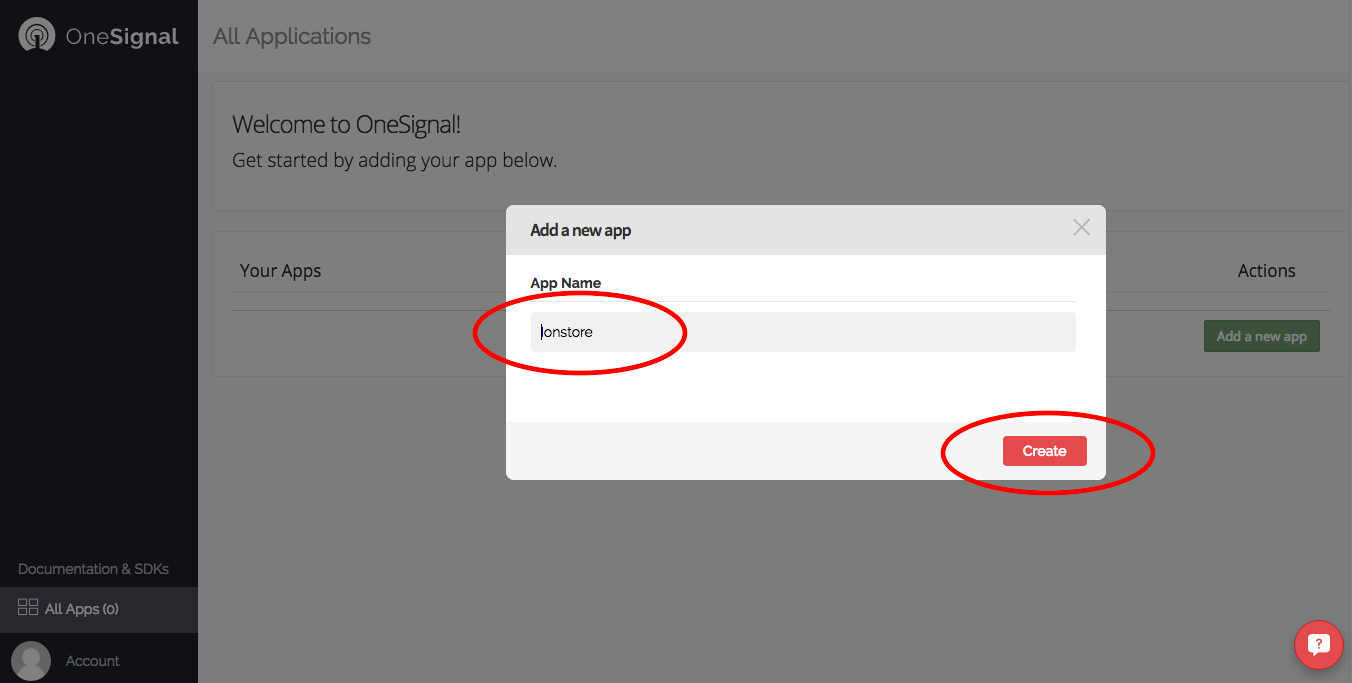 OneSignal
All Applications
Welcome to OneSignal!
Get started by adding your app below.
Add a new app
App Name
Your Apps
Actions
Ionstore
Add a new app
Create
Documentation & SDKs
All Apps (0)
Account
?